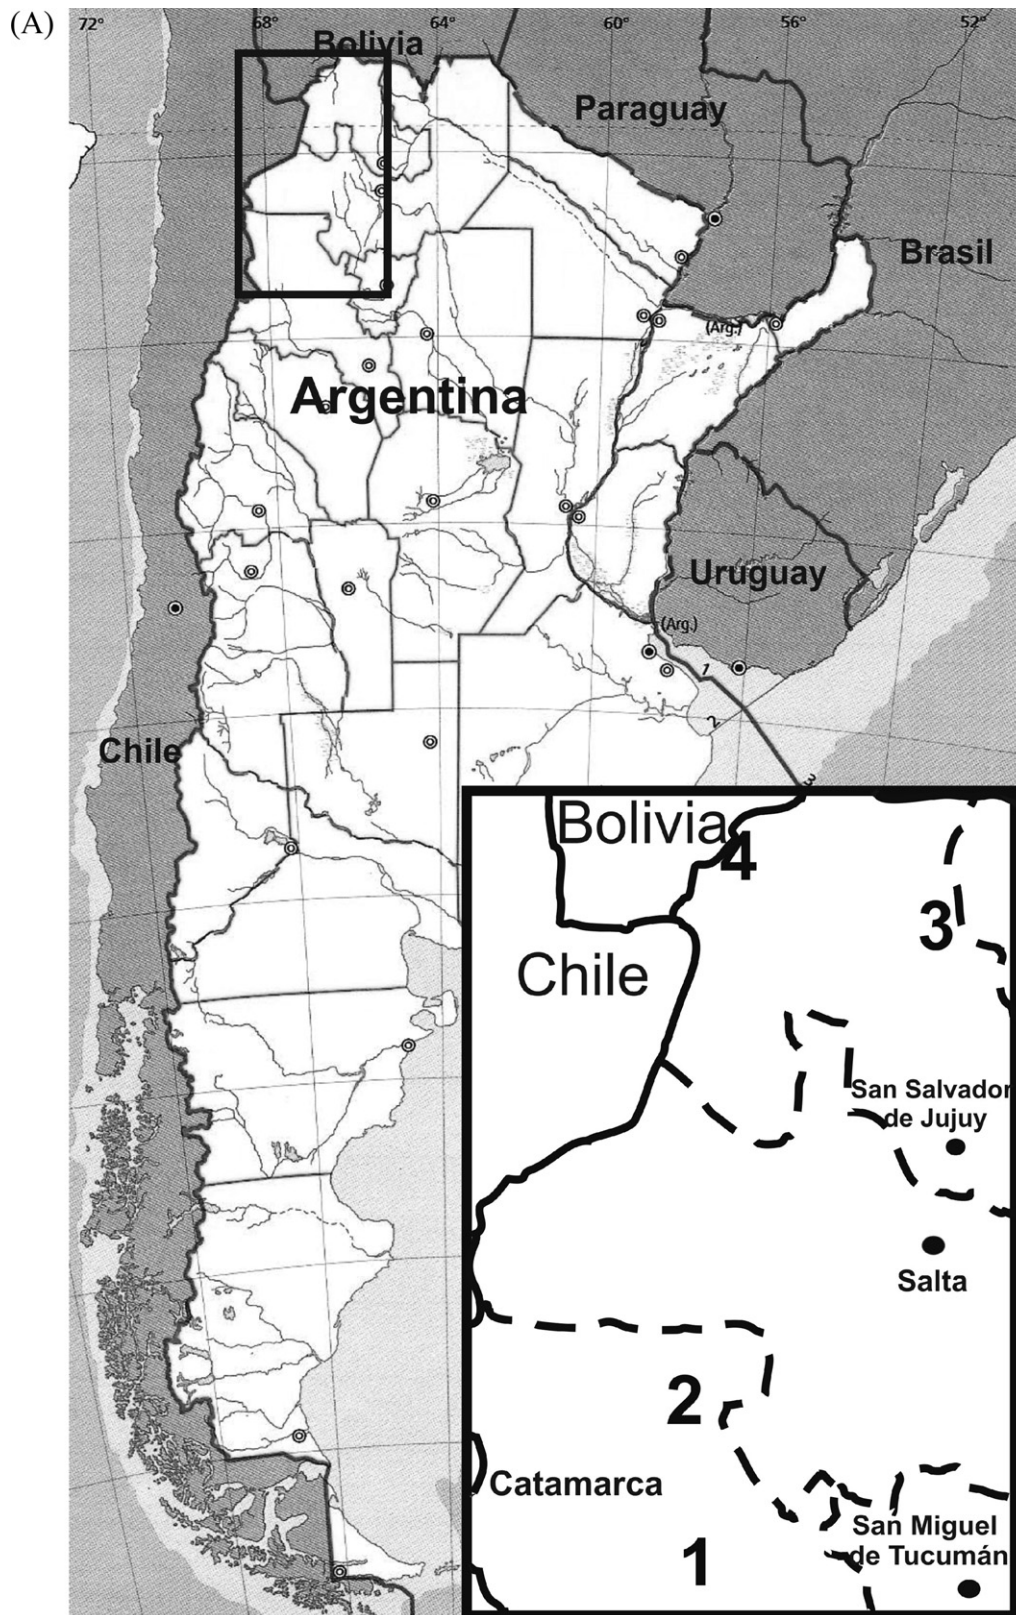 (A)
72°
68°
64°
60°
56°
52°
Bolivia
Paraguay
Brasil
(Arg.)
Argentina
Uruguay
(Arg.)
1
2
3
Chile
Bolivia
4
3
Chile
San Salvador
de Jujuy
Salta
2
Catamarca
San Miguel
de Tucumán
1